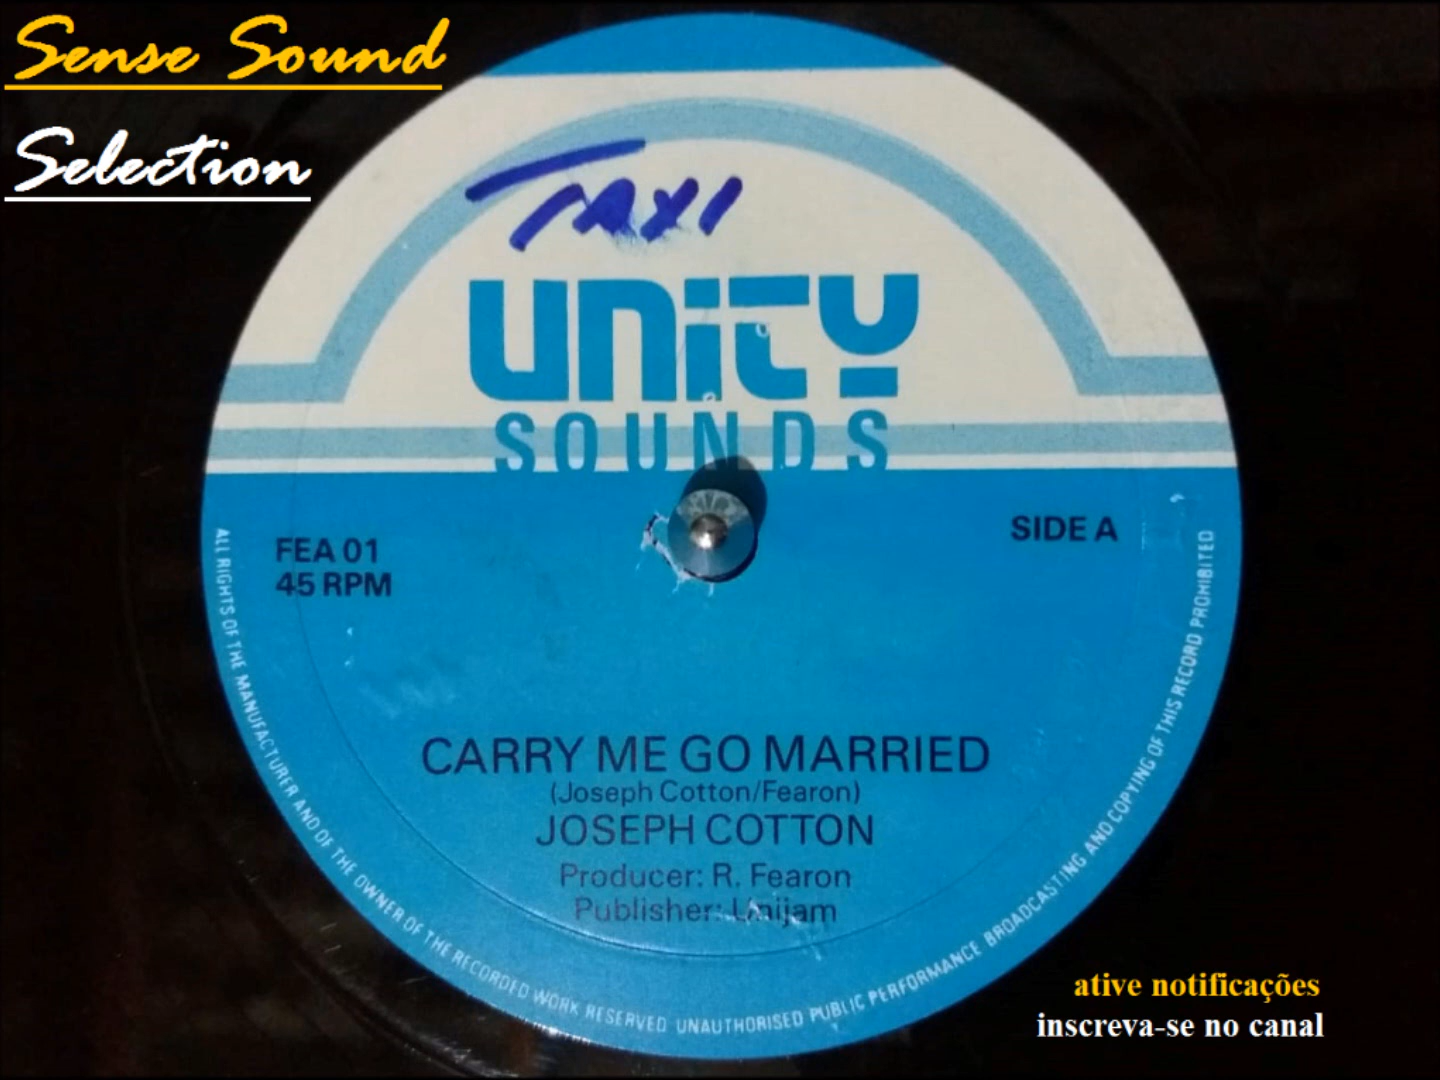 Sense Sound
Selection
TAXI
UNITY
SOUNDS
FEA 01
45 RPM
SIDE A
CARRY ME GO MARRIED
(Joseph Cotton/Fearon)
JOSEPH COTTON
Producer: R. Fearon
Publisher: Unijam
ALL RIGHTS OF THE MANUFACTURER AND OF THE OWNER OF THE RECORDED WORK RESERVED UNAUTHORISED PUBLIC PERFORMANCE BROADCASTING AND COPYING OF THIS RECORD PROHIBITED
ative notificações
inscreva-se no canal